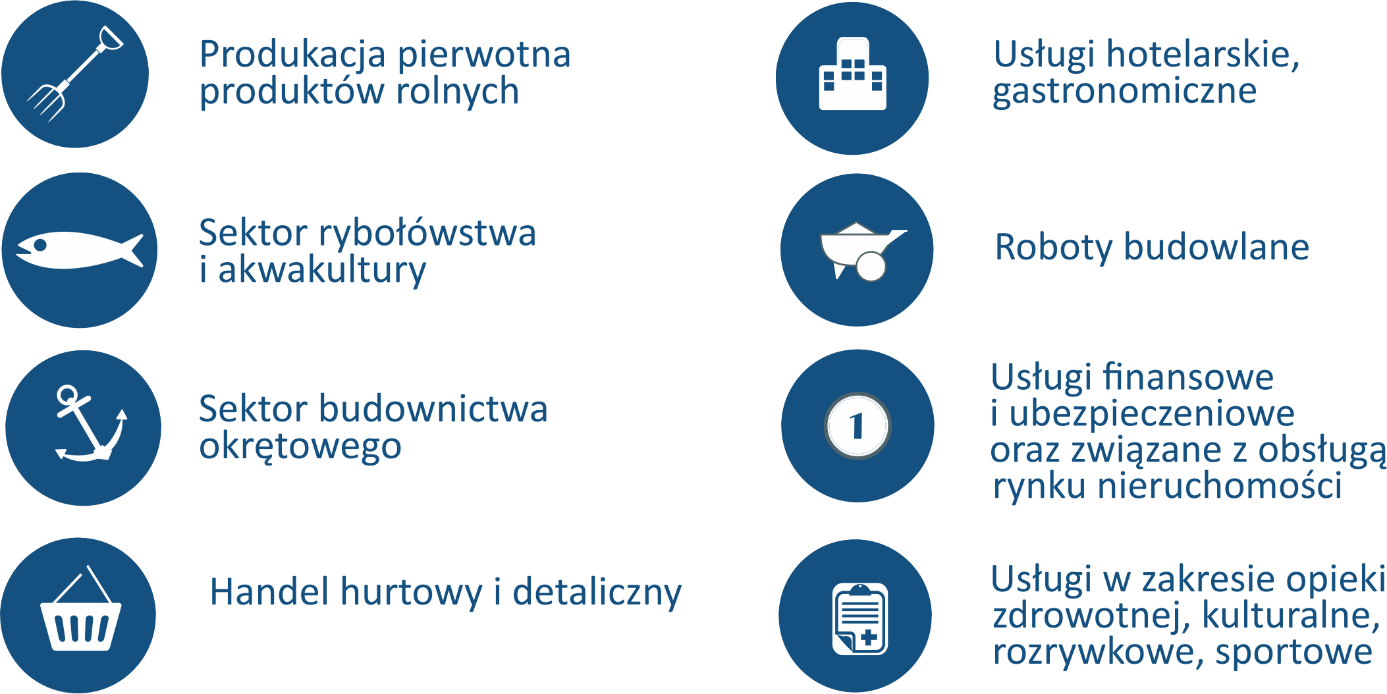 Produkacja pierwotna
produktów rolnych
Sektor rybołówstwa
i akwakultury
Sektor budownictwa
okrętowego
Handel hurtowy i detaliczny
Usługi hotelarskie,
gastronomiczne
Roboty budowlane
1
Usługi finansowe
i ubezpieczeniowe
oraz związane z obsługą
rynku nieruchomości
Usługi w zakresie opieki
zdrowotnej, kulturalne,
rozrywkowe, sportowe